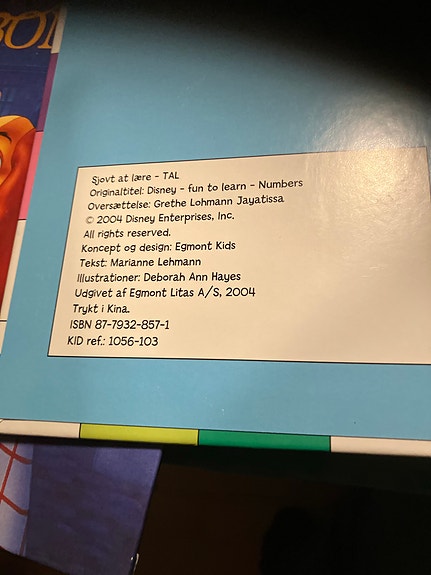 BOI
Sjovt at lære - TAL
Originaltitel: Disney - fun to learn - Numbers
Oversættelse: Grethe Lohmann Jayatissa
© 2004 Disney Enterprises, Inc.
All rights reserved.
Koncept og design: Egmont Kids
Tekst: Marianne Lehmann
Illustrationer: Deborah Ann Hayes
Udgivet af Egmont Litas A/S, 2004
Trykt i Kina.
ISBN 87-7932-857-1
KID ref.: 1056-103